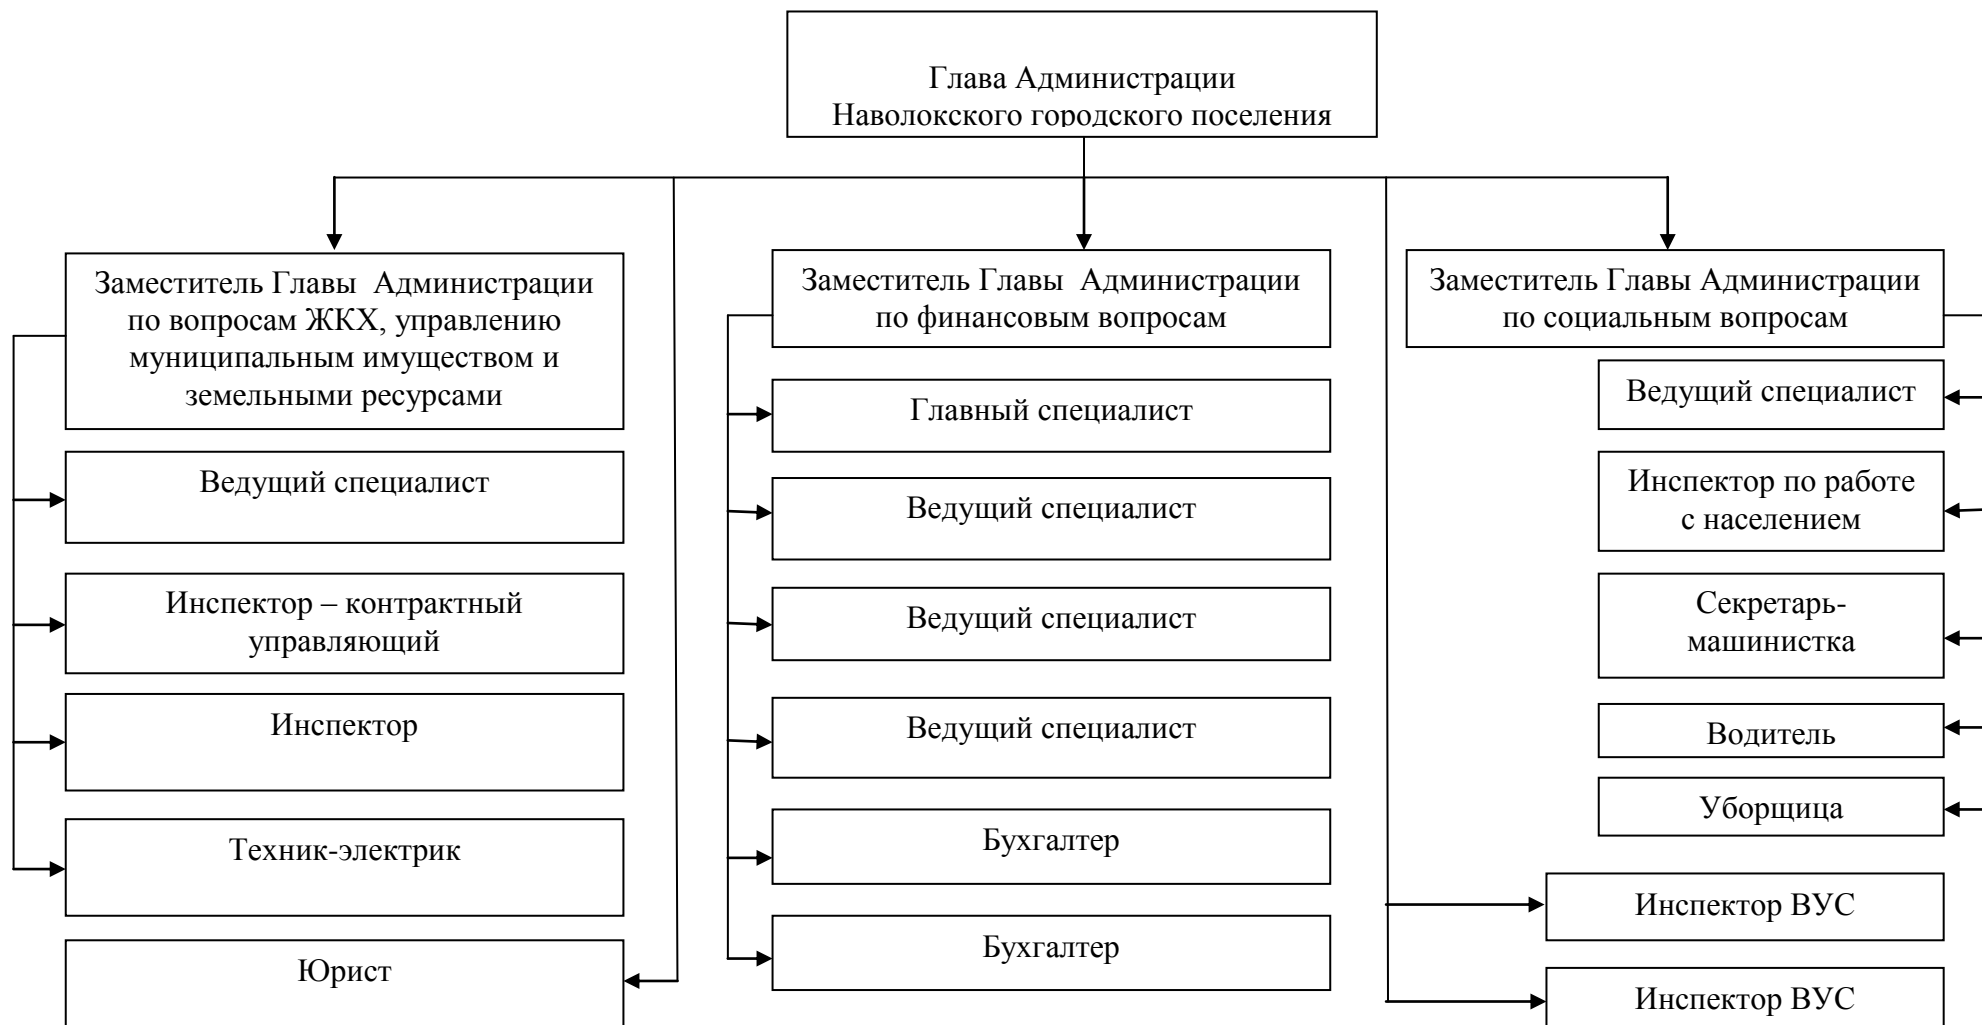 Глава Администрации
Наволокского городского поселения
Заместитель Главы Администрации
по вопросам ЖКХ, управлению
муниципальным имуществом и
земельными ресурсами
Ведущий специалист
Инспектор – контрактный
управляющий
Инспектор
Техник-электрик
Юрист
Заместитель Главы Администрации
по финансовым вопросам
Главный специалист
Ведущий специалист
Ведущий специалист
Ведущий специалист
Бухгалтер
Бухгалтер
Заместитель Главы Администрации
по социальным вопросам
Ведущий специалист
Инспектор по работе
с населением
Секретарь-
машинистка
Водитель
Уборщица
Инспектор ВУС
Инспектор ВУС